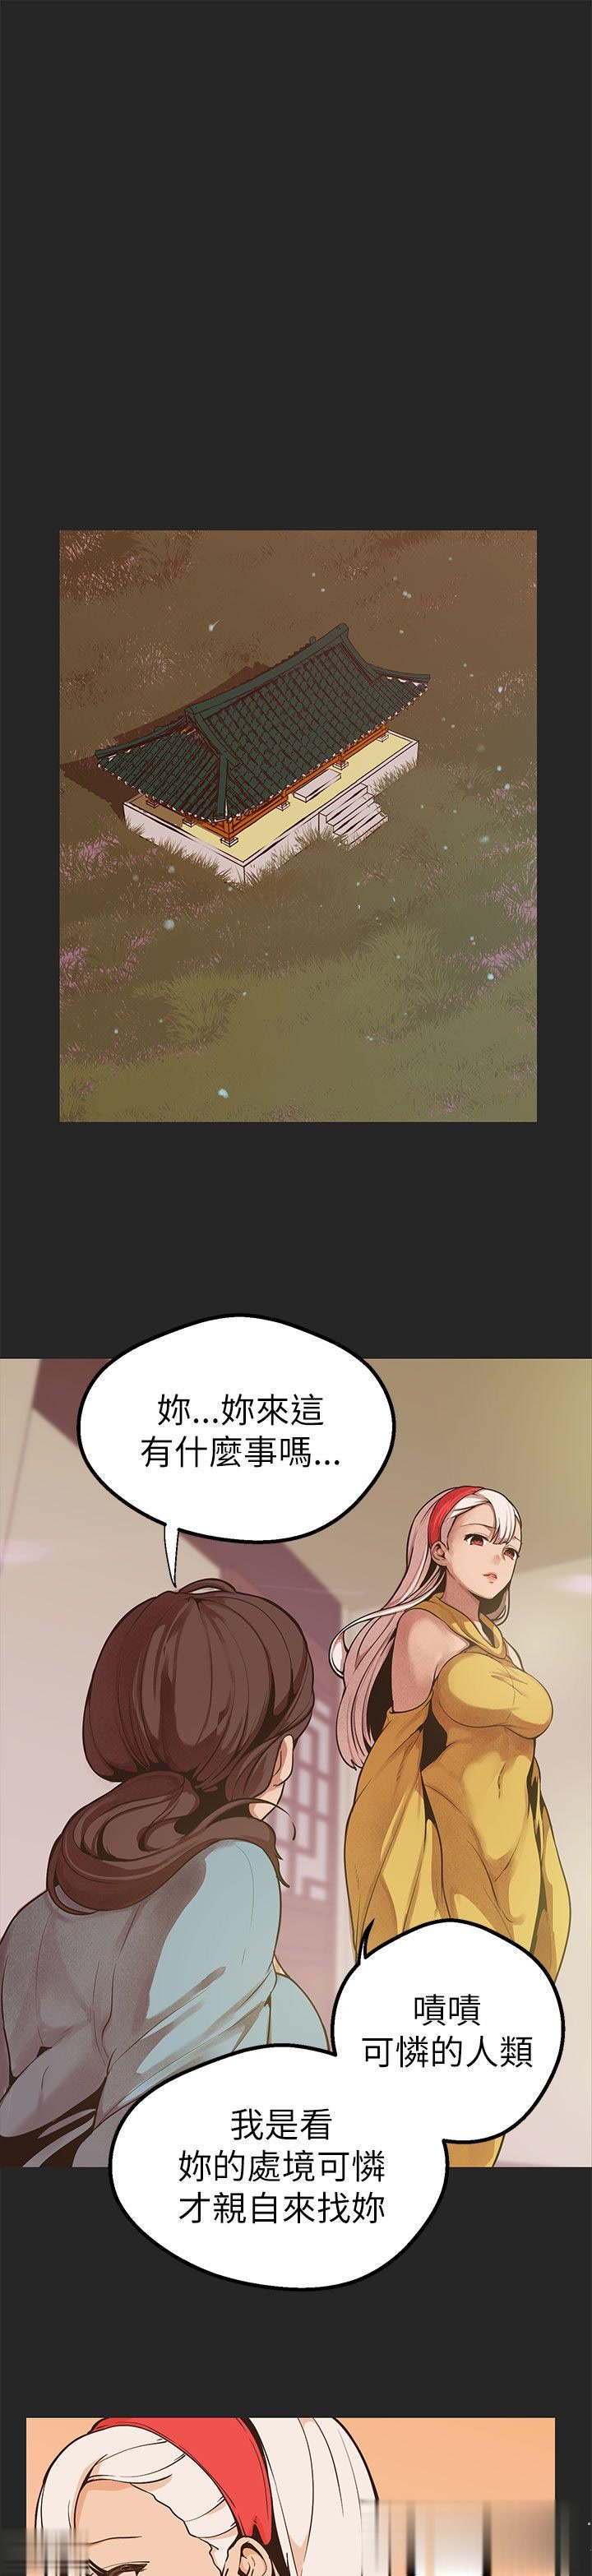 妳...妳來這
有什麼事嗎...
嘖嘖
可憐的人類
我是看
妳的處境可憐
才親自來找妳